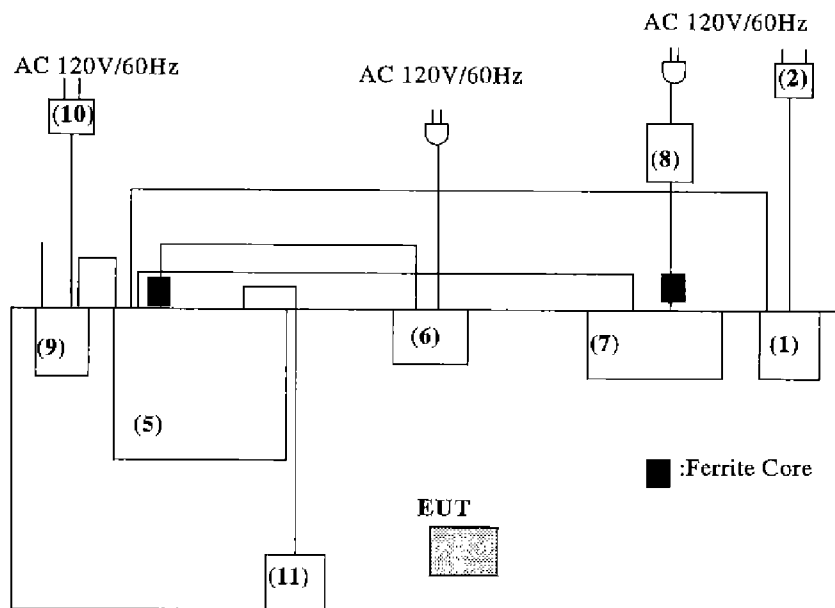 AC 120V/60Hz
AC 120V/60Hz
AC 120V/60Hz
(2)
(10)
(8)
(9)
(6)
(7)
(1)
(5)
:Ferrite Core
EUT
(11)